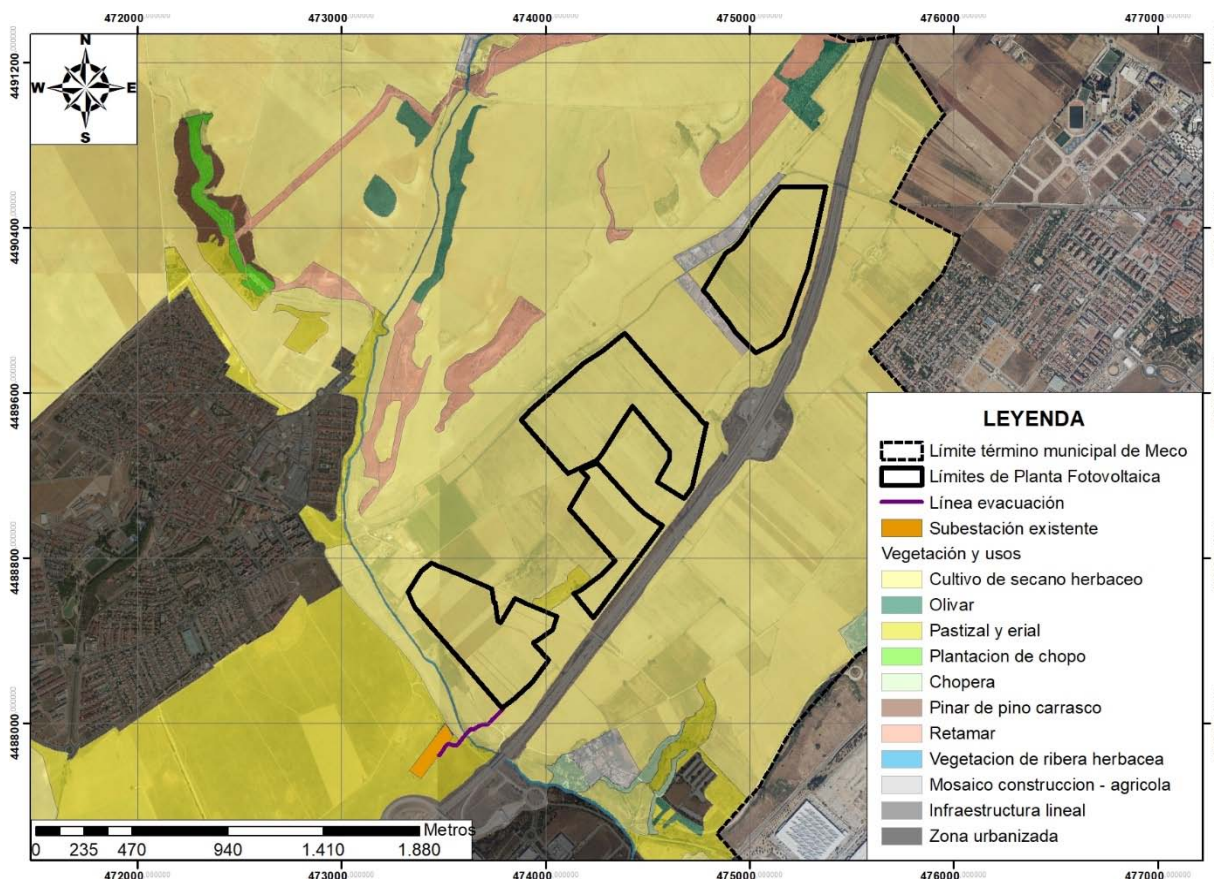 472000 473000 474000 475000 476000 477000
N
W E
S
4491200
4490400
4489600
4488800
4488000
LEYENDA
Límite término municipal de Meco
Límites de Planta Fotovoltaica
Línea evacuación
Subestación existente
Vegetación y usos
Cultivo de secano herbaceo
Olivar
Pastizal y erial
Plantacion de chopo
Chopera
Pinar de pino carrasco
Retamar
Vegetacion de ribera herbacea
Mosaico construccion - agricola
Infraestructura lineal
Zona urbanizada
Metros
0 235 470 940 1.410 1.880
472000 473000 474000 475000 476000 477000